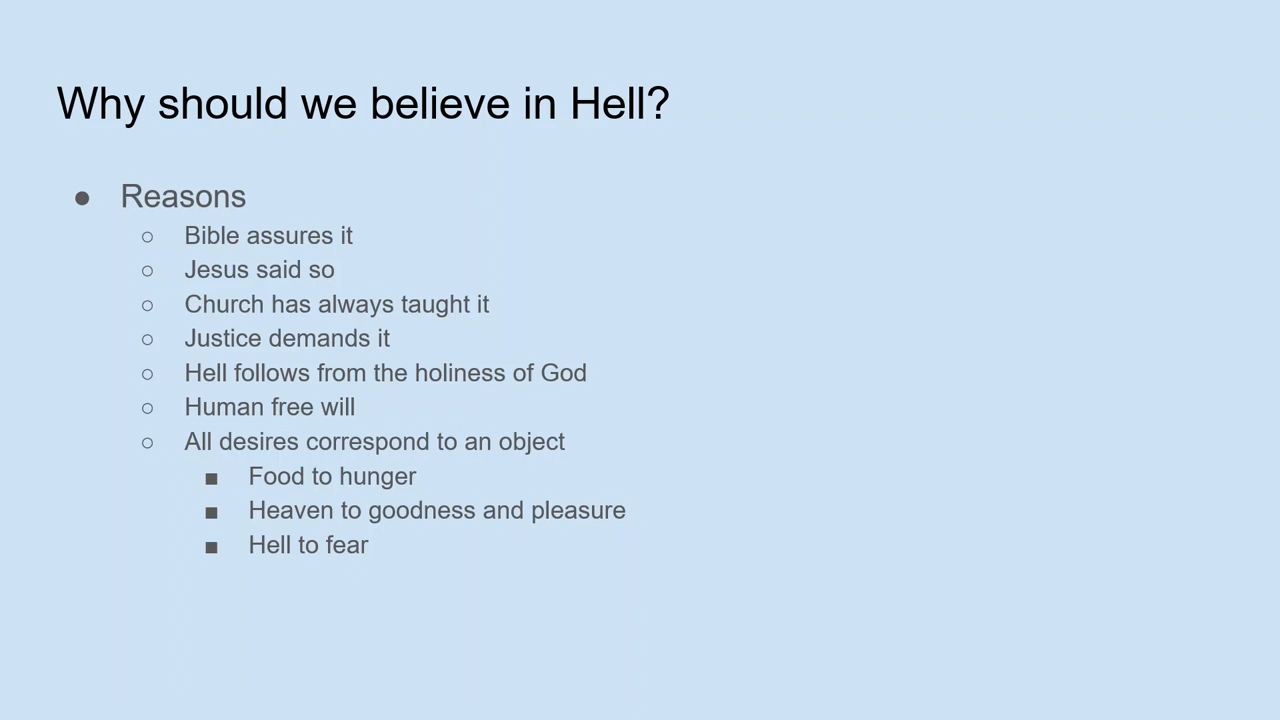 Why should we believe in Hell?
● Reasons
○ Bible assures it
○ Jesus said so
○ Church has always taught it
○ Justice demands it
○ Hell follows from the holiness of God
○ Human free will
○ All desires correspond to an object
■ Food to hunger
■ Heaven to goodness and pleasure
■ Hell to fear